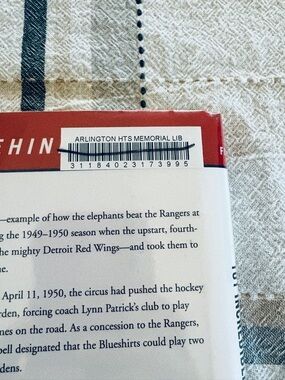 EHIN
ARLINGTON HTS MEMORIAL LIB
31184023173995
—example of how the elephants beat the Rangers at
g the 1949–1950 season when the upstart, fourth-
he mighty Detroit Red Wings—and took them to
e.
April 11, 1950, the circus had pushed the hockey
rden, forcing coach Lynn Patrick's club to play
mes on the road. As a concession to the Rangers,
bell designated that the Blueshirts could play two
rdens.